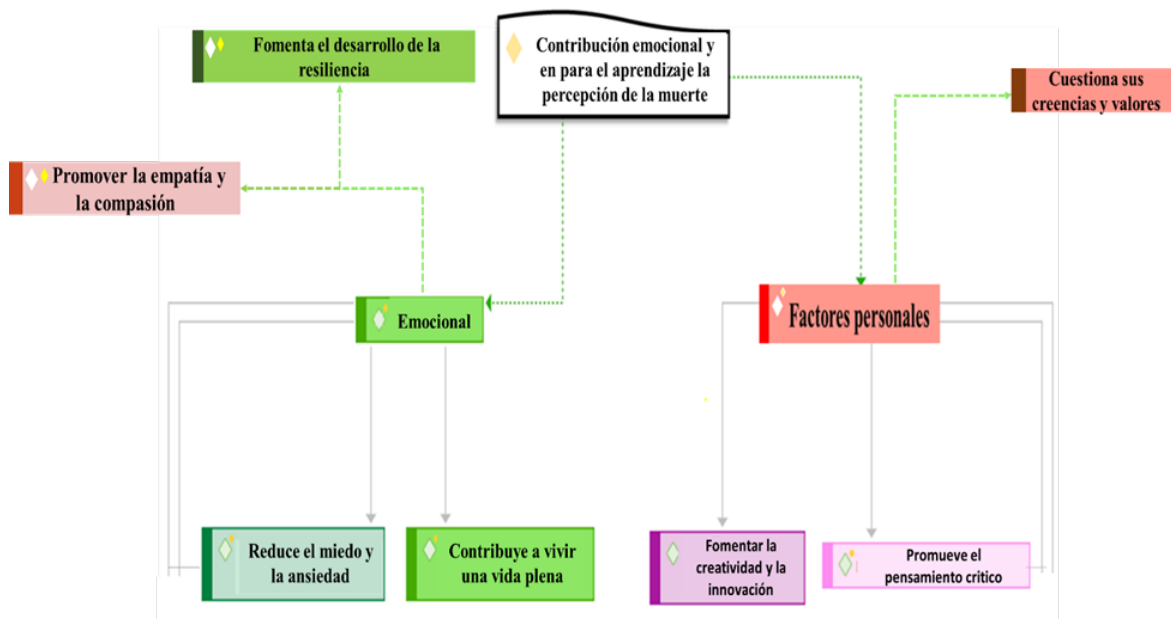 Fomenta el desarrollo de la
resiliencia
Contribución emocional y
en para el aprendizaje la
percepción de la muerte
Cuestiona sus
creencias y valores
Promover la empatía y
la compasión
Emocional
Factores personales
Reduce el miedo y
la ansiedad
Contribuye a vivir
una vida plena
Fomentar la
creatividad y la
innovación
Promueve el
pensamiento critico